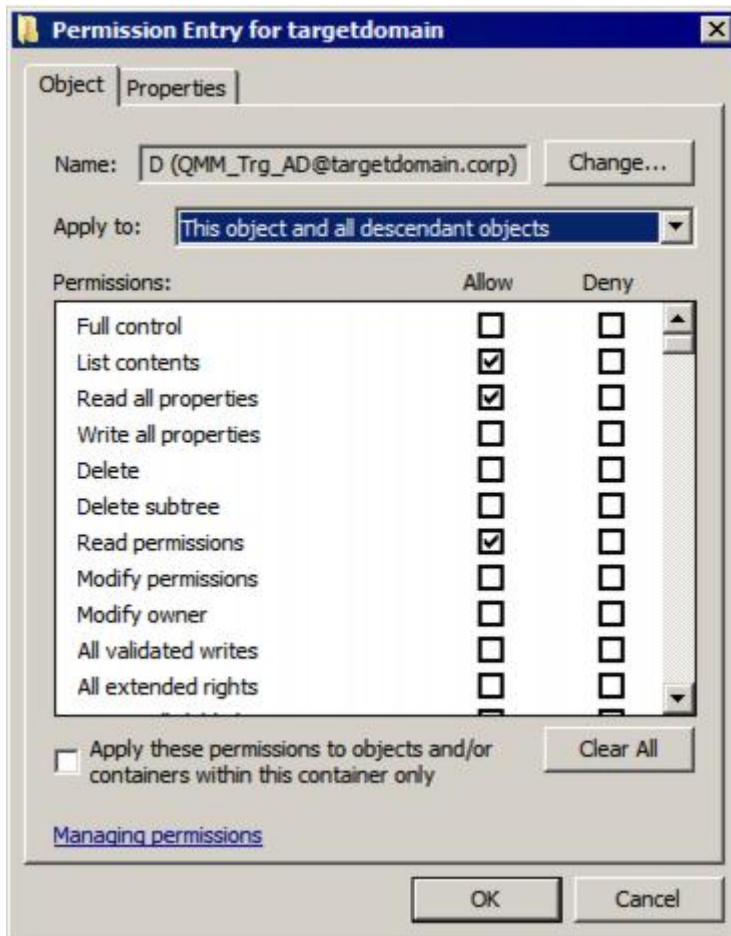 Permission Entry for targetdomain
Object Properties
Name: D (QMM_Trg_AD@targetdomain.corp) Change...
Apply to: This object and all descendant objects
Permissions: Allow Deny
Full control
List contents
Read all properties
Write all properties
Delete
Delete subtree
Read permissions
Modify permissions
Modify owner
All validated writes
All extended rights
Apply these permissions to objects and/or
containers within this container only
Clear All
Managing permissions
OK Cancel